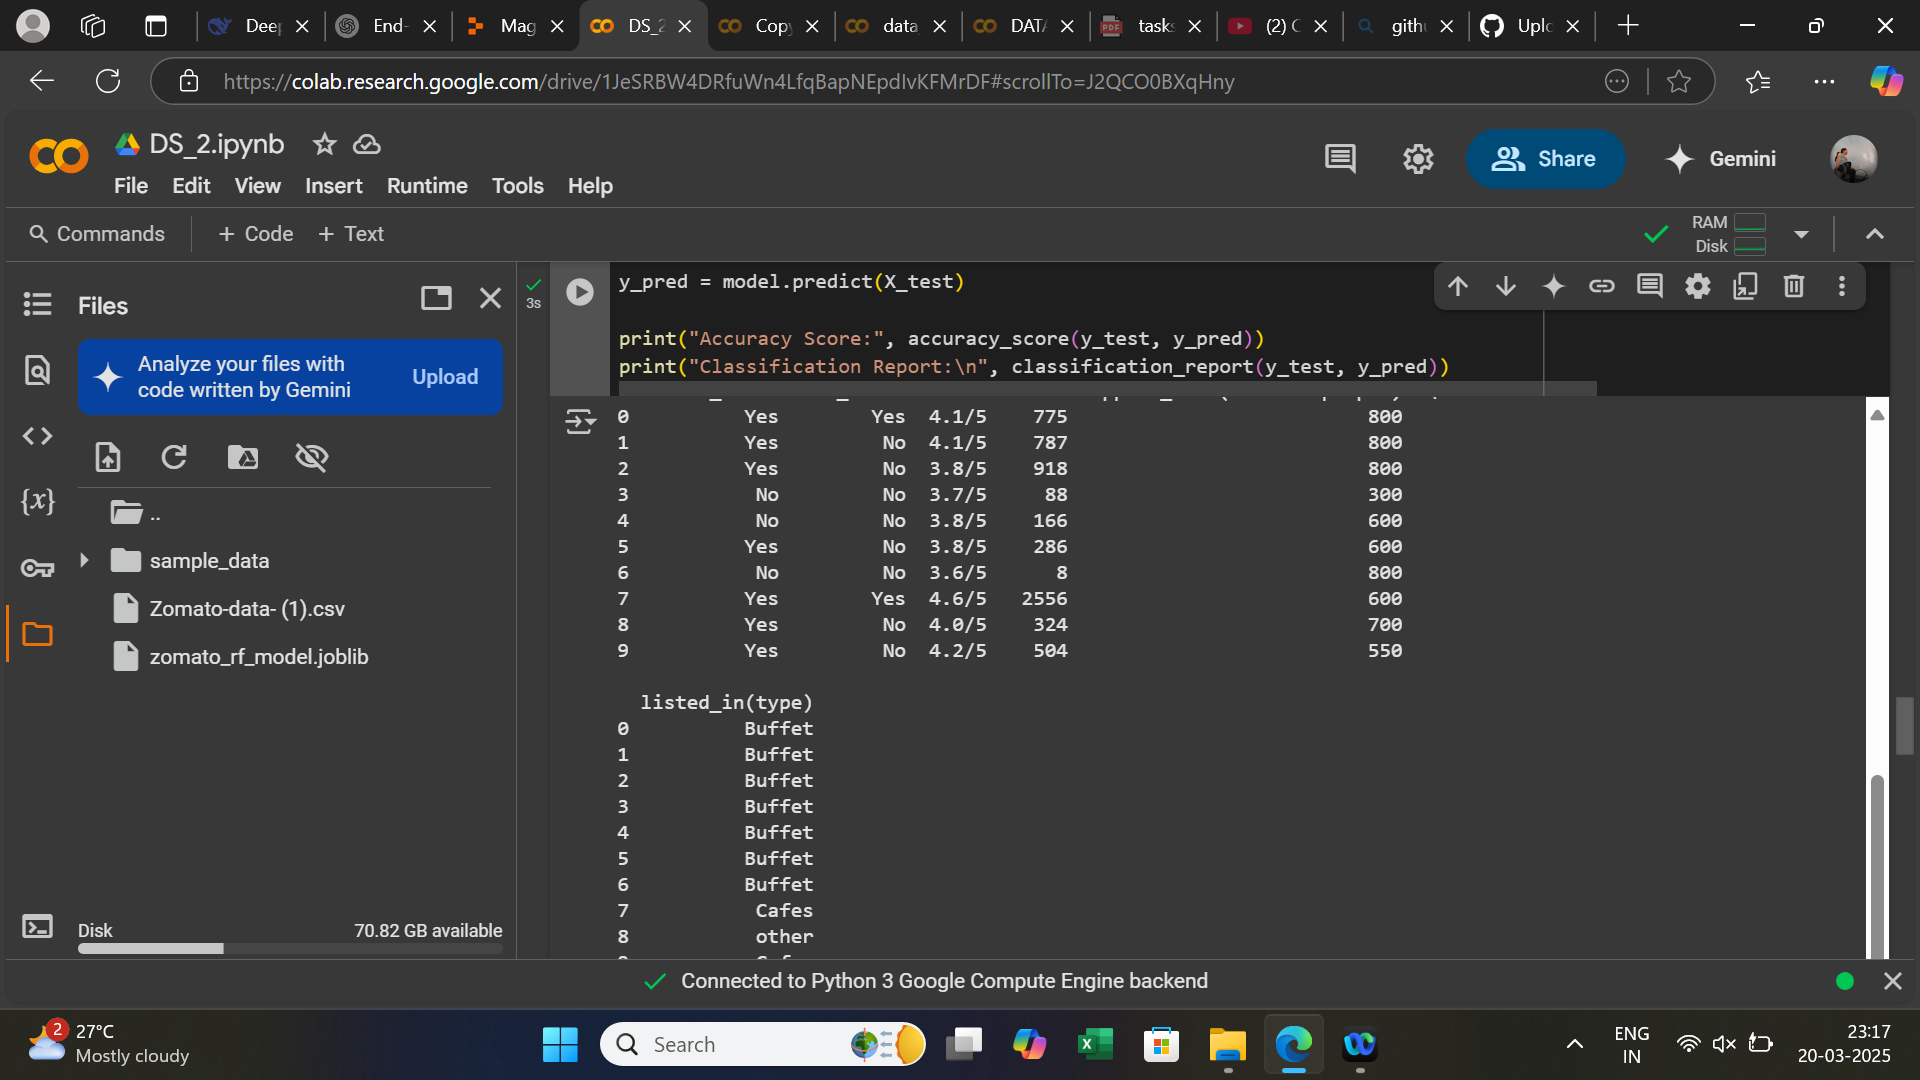 Deep
End-
Mag
DS_2
Copy
data
DATA
PDF
tasks
(2) C
gith
Uplo
https://colab.research.google.com/drive/1JeSRBW4DRfuWn4LfqBapNEpdIvKFMrDF#scrollTo=J2QCO0BXqHny
DS_2.ipynb
Share
Gemini
File Edit View Insert Runtime Tools Help
Commands + Code + Text
RAM
Disk
Files
Analyze your files with
code written by Gemini
Upload
{x}
..
sample_data
Zomato-data- (1).csv
zomato_rf_model.joblib
Disk 70.82 GB available
3s
y_pred = model.predict(X_test)
print("Accuracy Score:", accuracy_score(y_test, y_pred))
print("Classification Report:\n", classification_report(y_test, y_pred))
0 Yes Yes 4.1/5 775 800
1 Yes No 4.1/5 787 800
2 Yes No 3.8/5 918 800
3 No No 3.7/5 88 300
4 No No 3.8/5 166 600
5 Yes No 3.8/5 286 600
6 No No 3.6/5 8 800
7 Yes Yes 4.6/5 2556 600
8 Yes No 4.0/5 324 700
9 Yes No 4.2/5 504 550
listed_in(type)
0 Buffet
1 Buffet
2 Buffet
3 Buffet
4 Buffet
5 Buffet
6 Buffet
7 Cafes
8 other
Connected to Python 3 Google Compute Engine backend
2
27°C
Mostly cloudy
Search
ENG
IN
23:17
20-03-2025